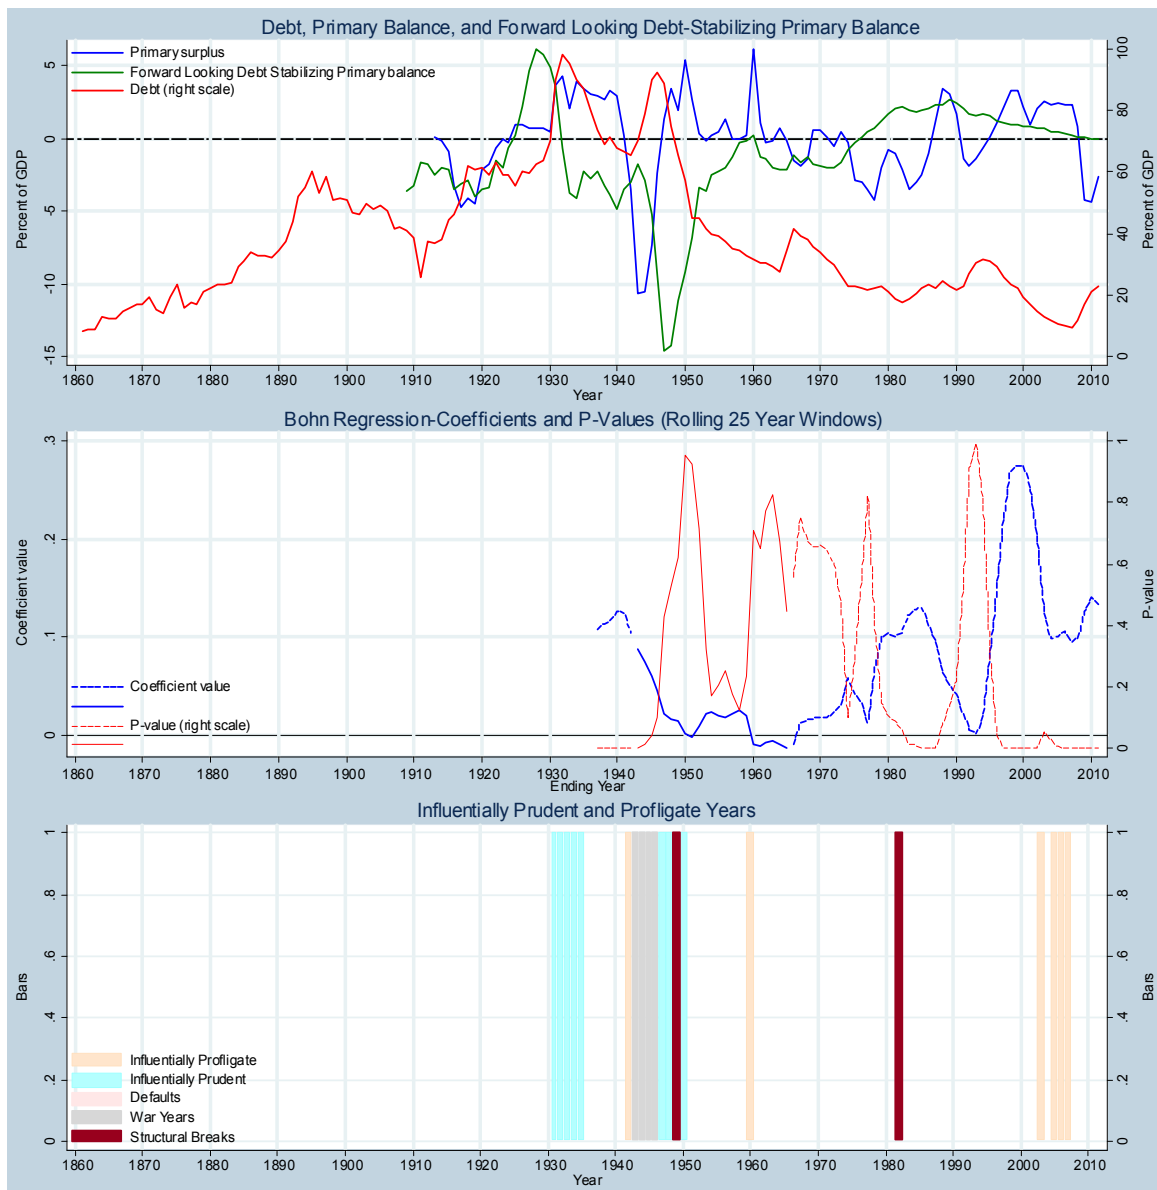 Debt, Primary Balance, and Forward Looking Debt-Stabilizing Primary Balance
Primary surplus
Forward Looking Debt Stabilizing Primary balance
Debt (right scale)
Percent of GDP
5
0
-5
-10
-15
Percent of GDP
100
80
60
40
20
0
1860 1870 1880 1890 1900 1910 1920 1930 1940 1950 1960 1970 1980 1990 2000 2010
Year
Bohn Regression-Coefficients and P-Values (Rolling 25 Year Windows)
Coefficient value
.3
.2
.1
0
P-value
1
.8
.6
.4
.2
0
Coefficient value
P-value (right scale)
1860 1870 1880 1890 1900 1910 1920 1930 1940 1950 1960 1970 1980 1990 2000 2010
Ending Year
Influentially Prudent and Profligate Years
Bars
1
.8
.6
.4
.2
0
Bars
1
.8
.6
.4
.2
0
Influentially Profligate
Influentially Prudent
Defaults
War Years
Structural Breaks
1860 1870 1880 1890 1900 1910 1920 1930 1940 1950 1960 1970 1980 1990 2000 2010
Year